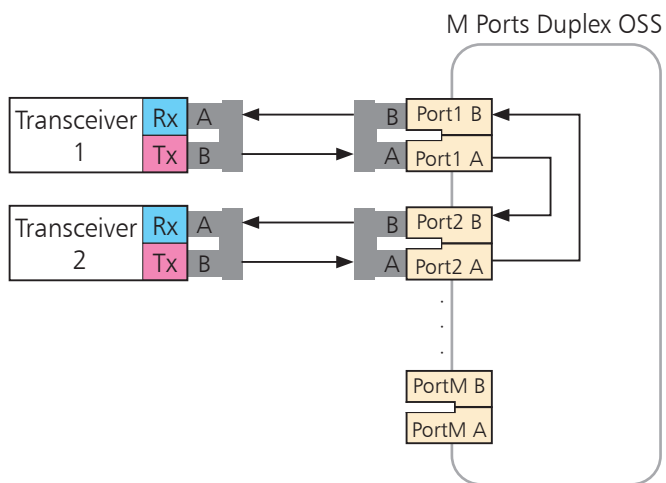 M Ports Duplex OSS
Transceiver
1
Rx
A
Tx
B
B
Port1 B
A
Port1 A
Transceiver
2
Rx
A
Tx
B
B
Port2 B
A
Port2 A
.
.
.
PortM B
PortM A